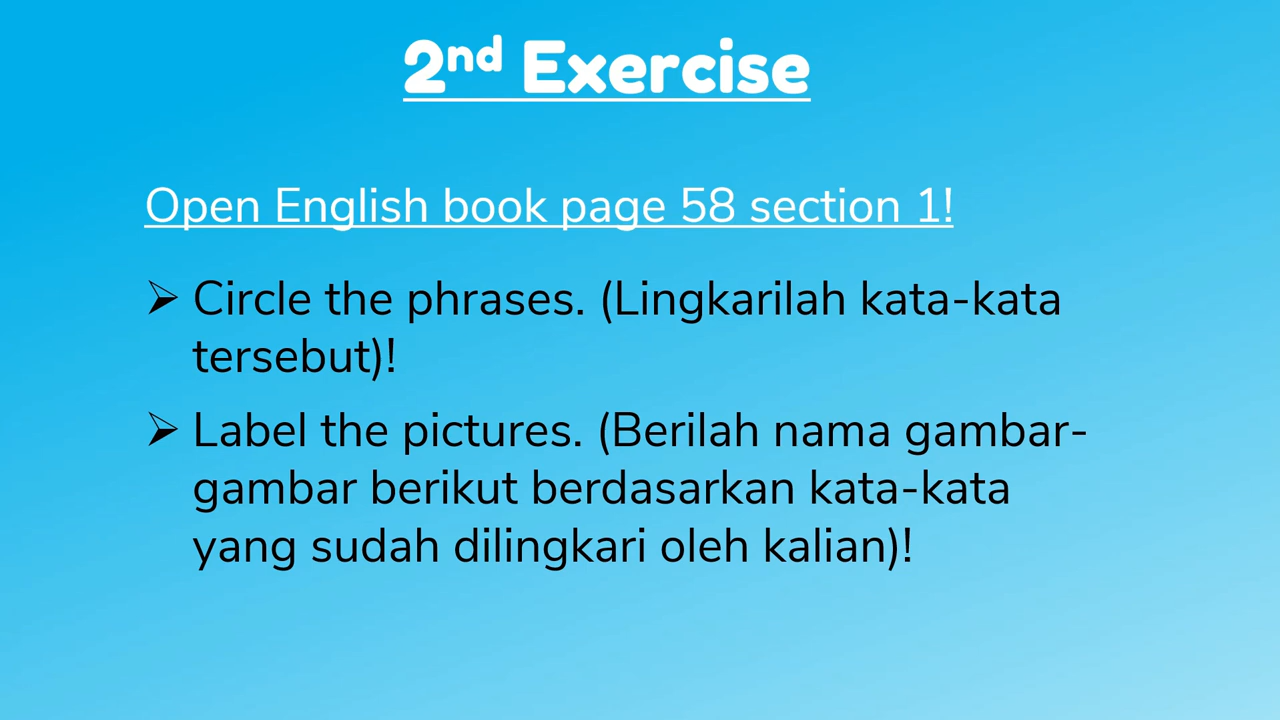 2nd Exercise
Open English book page 58 section 1!
➢ Circle the phrases. (Lingkarilah kata-kata
tersebut)!
➢ Label the pictures. (Berilah nama gambar-
gambar berikut berdasarkan kata-kata
yang sudah dilingkari oleh kalian)!